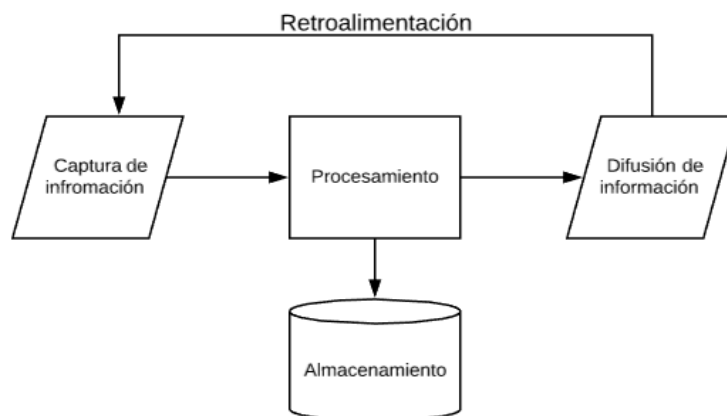 Retroalimentación
Captura de
infromación
Procesamiento
Difusión de
información
Almacenamiento